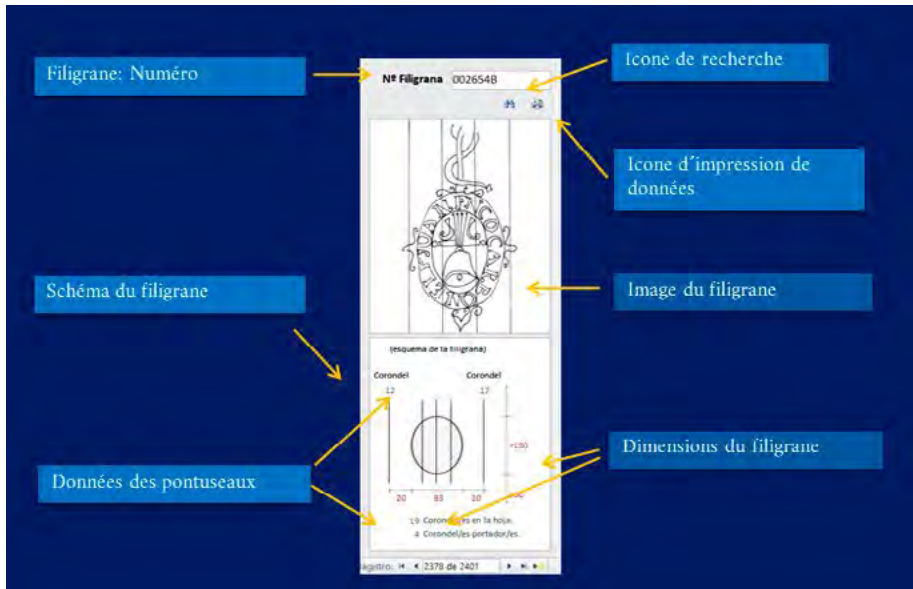 Filigrane: Numéro
Icone de recherche
Nº Filigrana 002654B
Icone d´impression de
données
Schéma du filigrane
Image du filigrane
(esquema de la filigrana)
Corondel Corondel
12 17
Dimensions du filigrane
Données des pontuseaux
20 83 20
19 Corondel/es en la hoja.
4 Corondel/es portador/es.
2378 de 2401